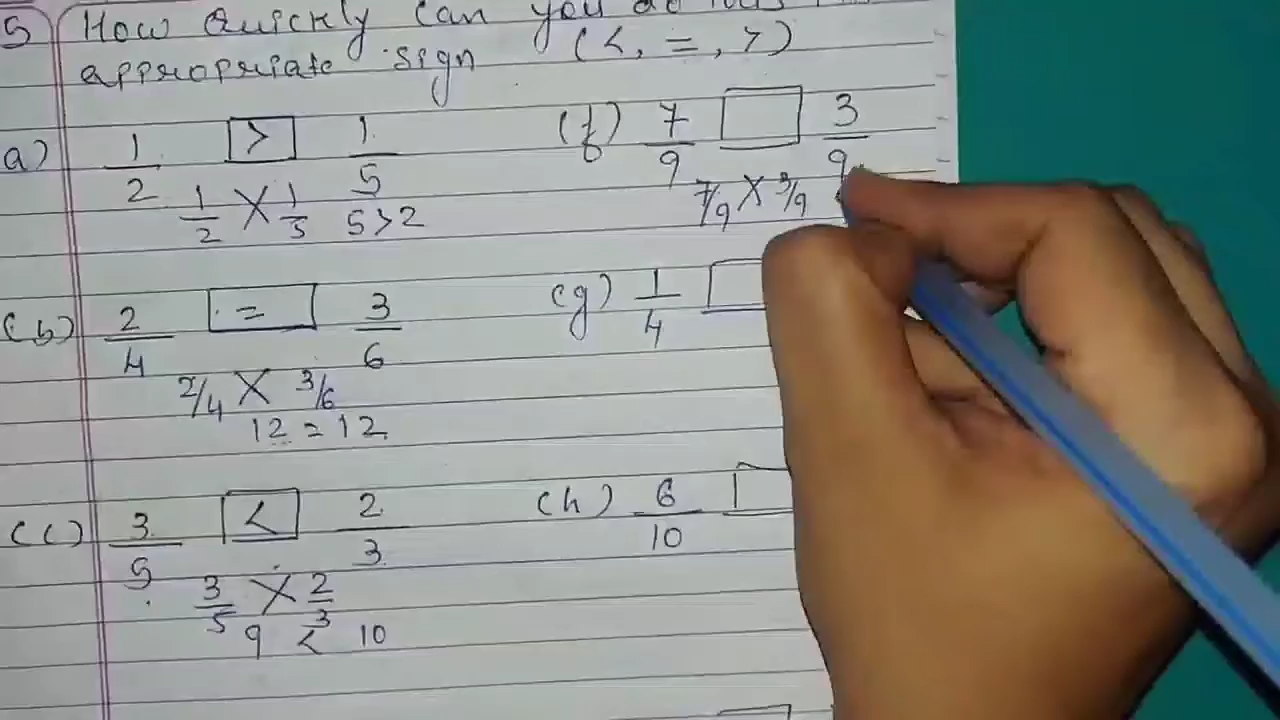 5) How Quickly can you do this
appropriate sign (<, =, >)
a) 1/2 > 1/5
1/2 X 1/5 5>2
(b) 2/4 = 3/6
2/4 X 3/6
12 = 12
(c) 3/5 < 2/3
3/5 X 2/3
9 < 10
(f) 7/9 □ 3/9
7/9 X 3/9
(g) 1/4 □
(h) 6/10 □